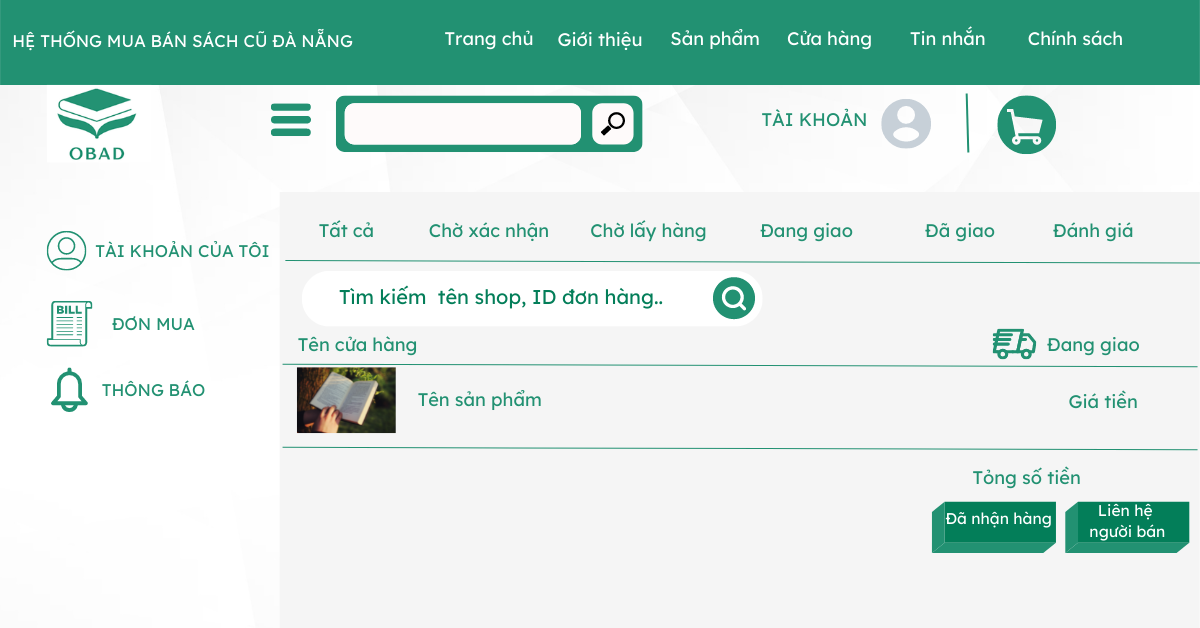 HỆ THỐNG MUA BÁN SÁCH CŨ ĐÀ NẴNG
Trang chủ
Giới thiệu
Sản phẩm
Cửa hàng
Tin nhắn
Chính sách
OBAD
TÀI KHOẢN
TÀI KHOẢN CỦA TÔI
BILL
ĐƠN MUA
THÔNG BÁO
Tất cả
Chờ xác nhận
Chờ lấy hàng
Đang giao
Đã giao
Đánh giá
Tìm kiếm tên shop, ID đơn hàng..
Tên cửa hàng
Đang giao
Tên sản phẩm
Giá tiền
Tỏng số tiền
Đã nhận hàng
Liên hệ
người bán